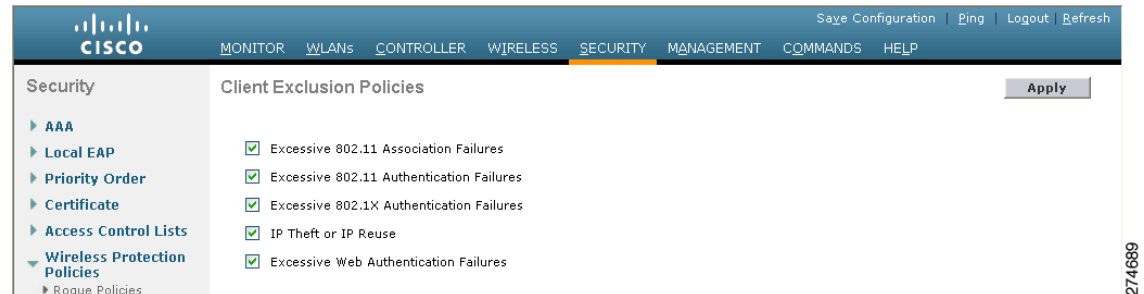 Save Configuration | Ping | Logout | Refresh
CISCO
MONITOR WLANs CONTROLLER WIRELESS SECURITY MANAGEMENT COMMANDS HELP
Security
Client Exclusion Policies
Apply
AAA
Local EAP
Priority Order
Certificate
Access Control Lists
Wireless Protection
Policies
Rogue Policies
Excessive 802.11 Association Failures
Excessive 802.11 Authentication Failures
Excessive 802.1X Authentication Failures
IP Theft or IP Reuse
Excessive Web Authentication Failures
274689